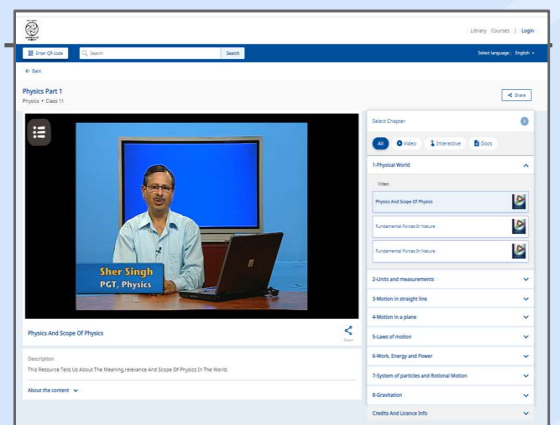 Library Courses | Login
Enter QR code
Search
Search
Select language: English
Back
Physics Part 1
Physics • Class 11
Share
Sher Singh
PGT, Physics
Physics And Scope Of Physics
Share
Description
This Resource Tells Us About The Meaning,relevance And Scope Of Physics In The World.
About the content
Select Chapter
All
Video
Interactive
Docs
1-Physical World
Video
Physics And Scope Of Physics
Fundamental Forces In Nature
Fundamental Forces In Nature
2-Units and measurements
3-Motion in straight line
4-Motion in a plane
5-Laws of motion
6-Work, Energy and Power
7-System of particles and Rotional Motion
8-Gravitation
Credits And Licence Info